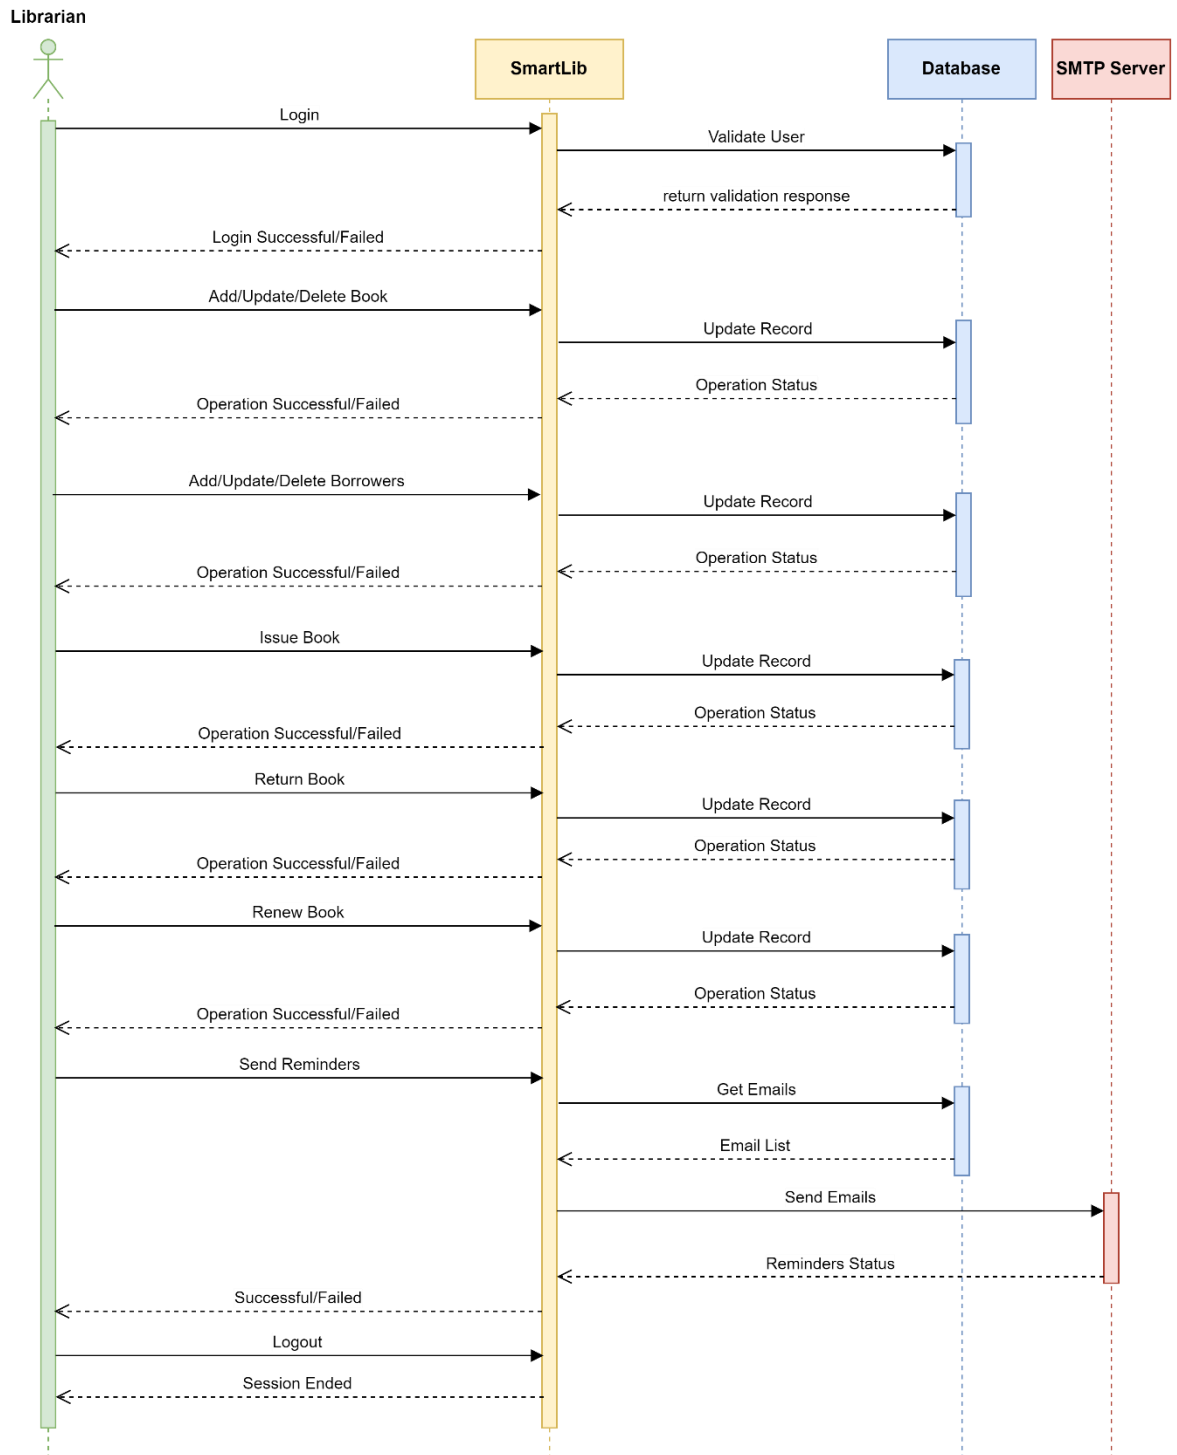 Librarian
SmartLib
Database
SMTP Server
Login
Validate User
return validation response
Login Successful/Failed
Add/Update/Delete Book
Update Record
Operation Status
Operation Successful/Failed
Add/Update/Delete Borrowers
Update Record
Operation Status
Operation Successful/Failed
Issue Book
Update Record
Operation Status
Operation Successful/Failed
Return Book
Update Record
Operation Status
Operation Successful/Failed
Renew Book
Update Record
Operation Status
Operation Successful/Failed
Send Reminders
Get Emails
Email List
Send Emails
Reminders Status
Successful/Failed
Logout
Session Ended